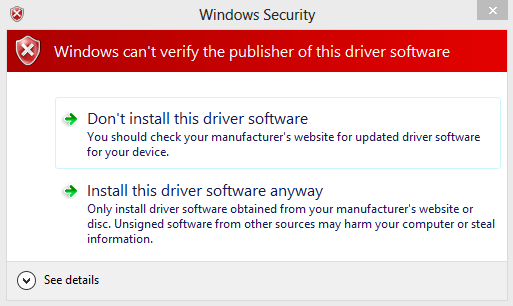 Windows Security
Windows can't verify the publisher of this driver software
Don't install this driver software
You should check your manufacturer's website for updated driver software
for your device.
Install this driver software anyway
Only install driver software obtained from your manufacturer's website or
disc. Unsigned software from other sources may harm your computer or steal
information.
See details